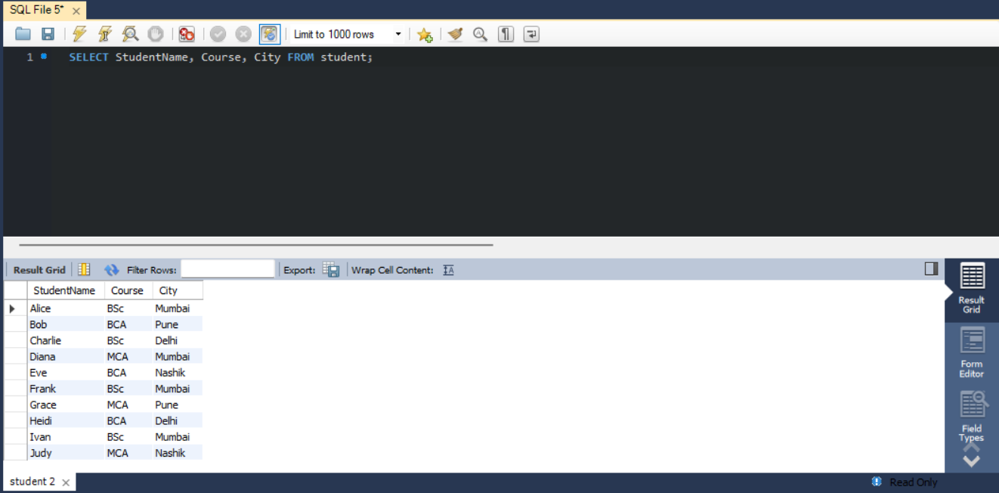 SQL File 5*
Limit to 1000 rows
1 SELECT StudentName, Course, City FROM student;
Result Grid Filter Rows: Export: Wrap Cell Content:
StudentName Course City
Alice BSc Mumbai
Bob BCA Pune
Charlie BSc Delhi
Diana MCA Mumbai
Eve BCA Nashik
Frank BSc Mumbai
Grace MCA Pune
Heidi BCA Delhi
Ivan BSc Mumbai
Judy MCA Nashik
Result
Grid
Form
Editor
Field
Types
student 2
Read Only